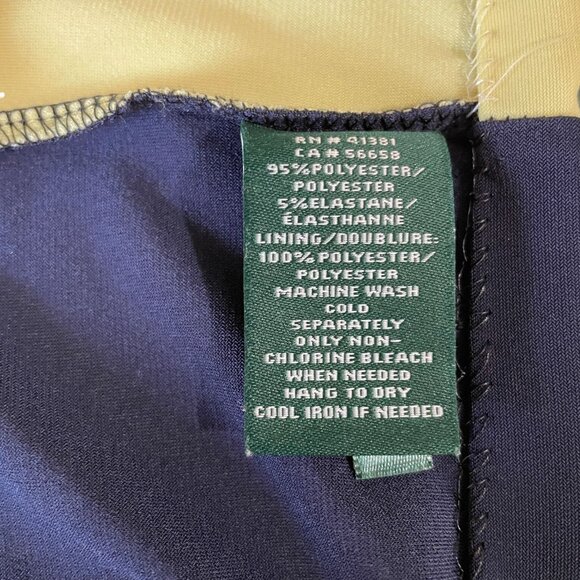 RN # 41381
CA # 56658
95% POLYESTER/
POLYESTER
5% ELASTANE/
ÉLASTHANNE
LINING/DOUBLURE:
100% POLYESTER/
POLYESTER
MACHINE WASH
COLD
SEPARATELY
ONLY NON-
CHLORINE BLEACH
WHEN NEEDED
HANG TO DRY
COOL IRON IF NEEDED